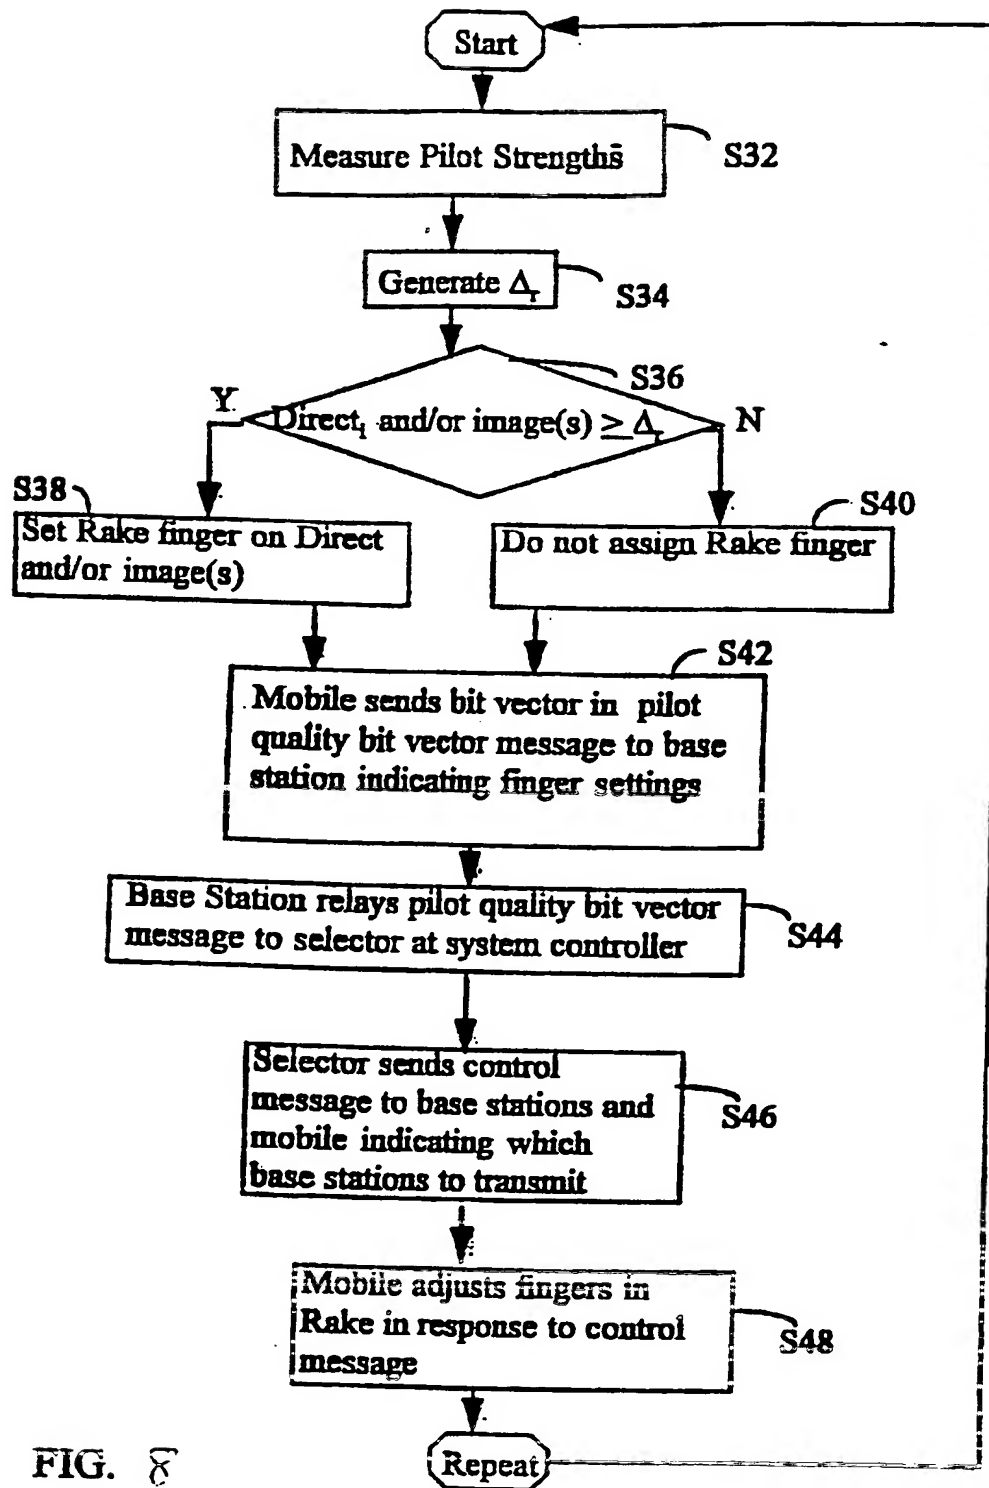 Start
Measure Pilot Strengths
S32
Generate Δr
S34
S36
Y
Directi and/or image(s) ≥ Δr
N
S38
Set Rake finger on Direct
and/or image(s)
S40
Do not assign Rake finger
S42
Mobile sends bit vector in pilot
quality bit vector message to base
station indicating finger settings
Base Station relays pilot quality bit vector
message to selector at system controller
S44
Selector sends control
message to base stations and
mobile indicating which
base stations to transmit
S46
Mobile adjusts fingers in
Rake in response to control
message
S48
Repeat
FIG. 8